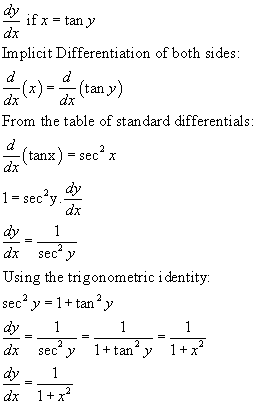 dy/dx if x = tan y
Implicit Differentiation of both sides:
d/dx (x) = d/dx (tan y)
From the table of standard differentials:
d/dx (tanx) = sec² x
1 = sec²y. dy/dx
dy/dx = 1/sec² y
Using the trigonometric identity:
sec² y = 1 + tan² y
dy/dx = 1/sec² y = 1/1 + tan² y = 1/1 + x²
dy/dx = 1/1 + x²